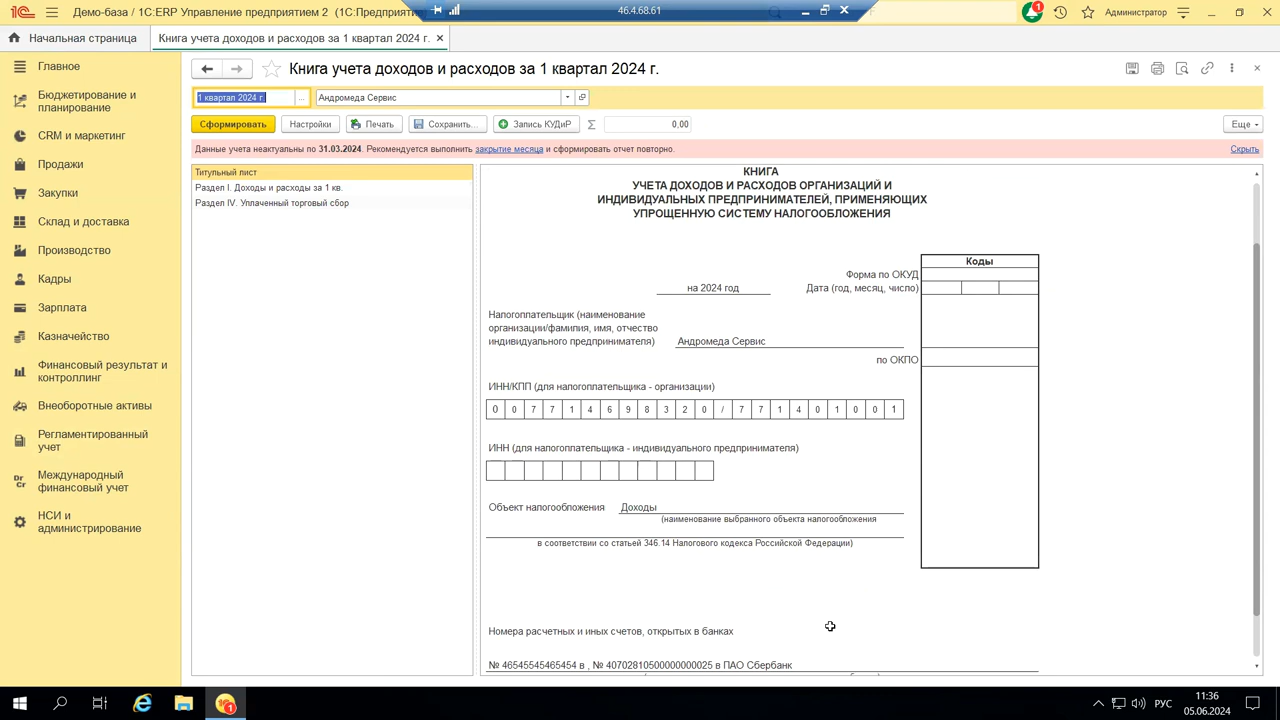 Демо-база / 1С:ERP Управление предприятием 2 (1С:Предприятие
46.4.68.61
1
Администратор
Начальная страница
Книга учета доходов и расходов за 1 квартал 2024 г. ×
Главное
Бюджетирование и
планирование
CRM и маркетинг
Продажи
Закупки
Склад и доставка
Производство
Кадры
Зарплата
Казначейство
Финансовый результат и
контроллинг
Внеоборотные активы
Регламентированный
учет
Международный
финансовый учет
НСИ и
администрирование
Книга учета доходов и расходов за 1 квартал 2024 г.
1 квартал 2024 г. ... Андромеда Сервис
Сформировать Настройки Печать Сохранить... Запись КУДиР Σ 0,00 Еще
Данные учета неактуальны по 31.03.2024. Рекомендуется выполнить закрытие месяца и сформировать отчет повторно. Скрыть
Титульный лист
Раздел I. Доходы и расходы за 1 кв.
Раздел IV. Уплаченный торговый сбор
КНИГА
УЧЕТА ДОХОДОВ И РАСХОДОВ ОРГАНИЗАЦИЙ И
ИНДИВИДУАЛЬНЫХ ПРЕДПРИНИМАТЕЛЕЙ, ПРИМЕНЯЮЩИХ
УПРОЩЕННУЮ СИСТЕМУ НАЛОГООБЛОЖЕНИЯ
Коды
Форма по ОКУД
на 2024 год Дата (год, месяц, число)
Налогоплательщик (наименование
организации/фамилия, имя, отчество
индивидуального предпринимателя) Андромеда Сервис
по ОКПО
ИНН/КПП (для налогоплательщика - организации)
0 0 7 7 1 4 6 9 8 3 2 0 / 7 7 1 4 0 1 0 0 1
ИНН (для налогоплательщика - индивидуального предпринимателя)
Объект налогообложения Доходы
(наименование выбранного объекта налогообложения
в соответствии со статьей 346.14 Налогового кодекса Российской Федерации)
Номера расчетных и иных счетов, открытых в банках
№ 46545545465454 в , № 40702810500000000025 в ПАО Сбербанк
1
РУС
11:36
05.06.2024